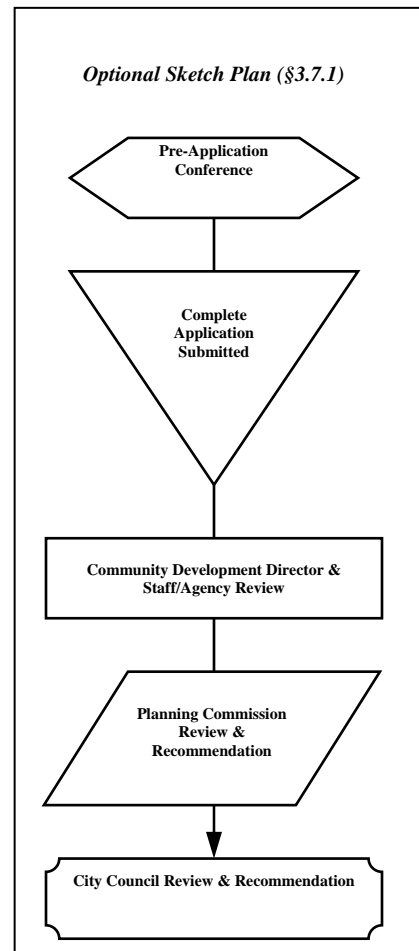 Optional Sketch Plan (§3.7.1)
Pre-Application
Conference
Complete
Application
Submitted
Community Development Director &
Staff/Agency Review
Planning Commission
Review &
Recommendation
City Council Review & Recommendation